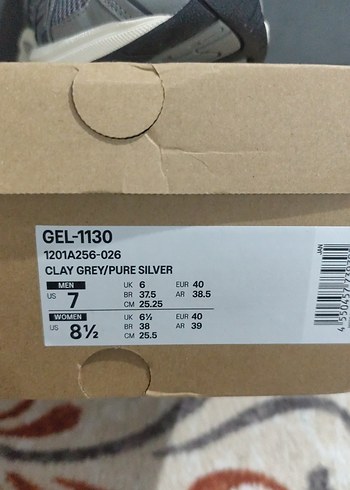 GEL-1130
1201A256-026
CLAY GREY/PURE SILVER
MEN
US 7
UK 6 EUR 40
BR 37.5 AR 38.5
CM 25.25
WOMEN
US 8½
UK 6½ EUR 40
BR 38 AR 39
CM 25.5
JAN